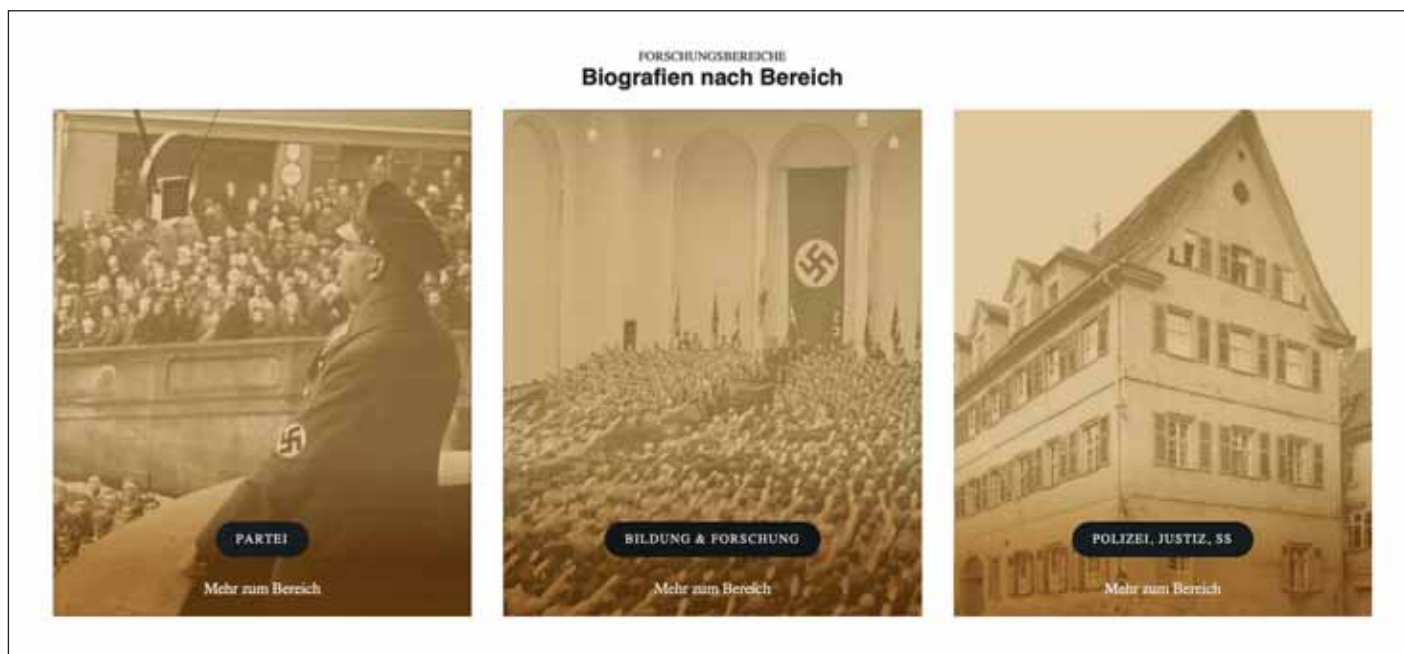 FORSCHUNGSBEREICHE
Biografien nach Bereich
PARTEI
Mehr zum Bereich
BILDUNG & FORSCHUNG
Mehr zum Bereich
POLIZEI, JUSTIZ, SS
Mehr zum Bereich